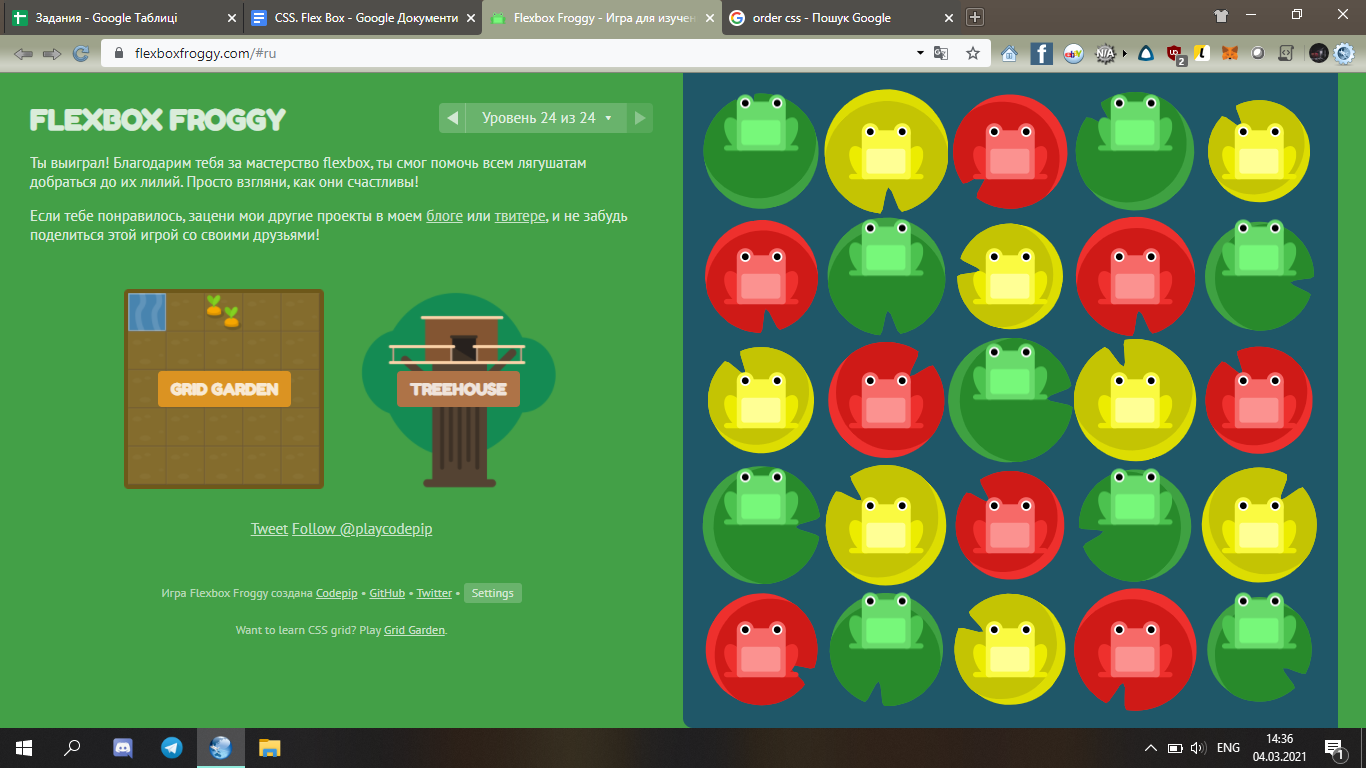 Задания - Google Таблиці
CSS. Flex Box - Google Документи
Flexbox Froggy - Игра для изучен
order css - Пошук Google
flexboxfroggy.com/#ru
f
ebY
N/A
2
L
FLEXBOX FROGGY
Уровень 24 из 24
Ты выиграл! Благодарим тебя за мастерство flexbox, ты смог помочь всем лягушатам
добраться до их лилий. Просто взгляни, как они счастливы!
Если тебе понравилось, зацени мои другие проекты в моем блоге или твитере, и не забудь
поделиться этой игрой со своими друзьями!
GRID GARDEN
TREEHOUSE
Tweet Follow @playcodepip
Игра Flexbox Froggy создана Codepip • GitHub • Twitter • Settings
Want to learn CSS grid? Play Grid Garden.
ENG
14:36
04.03.2021
1